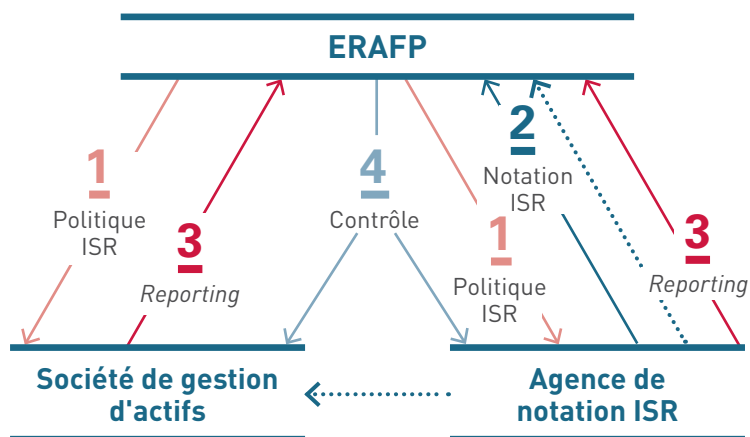 ERAFP
1
Politique
ISR
3
Reporting
4
Contrôle
2
Notation
ISR
1
Politique
ISR
3
Reporting
Société de gestion
d'actifs
Agence de
notation ISR